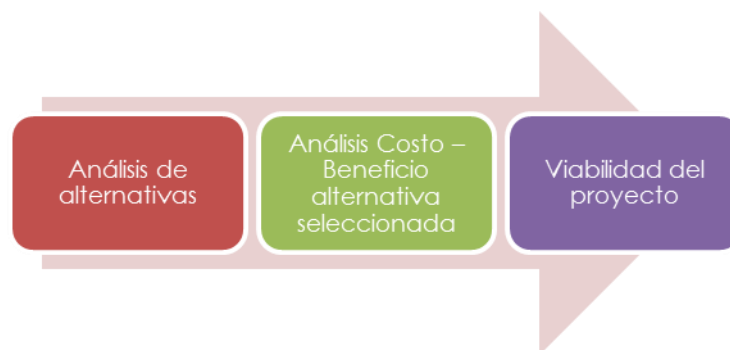 Análisis de
alternativas
Análisis Costo –
Beneficio
alternativa
seleccionada
Viabilidad del
proyecto